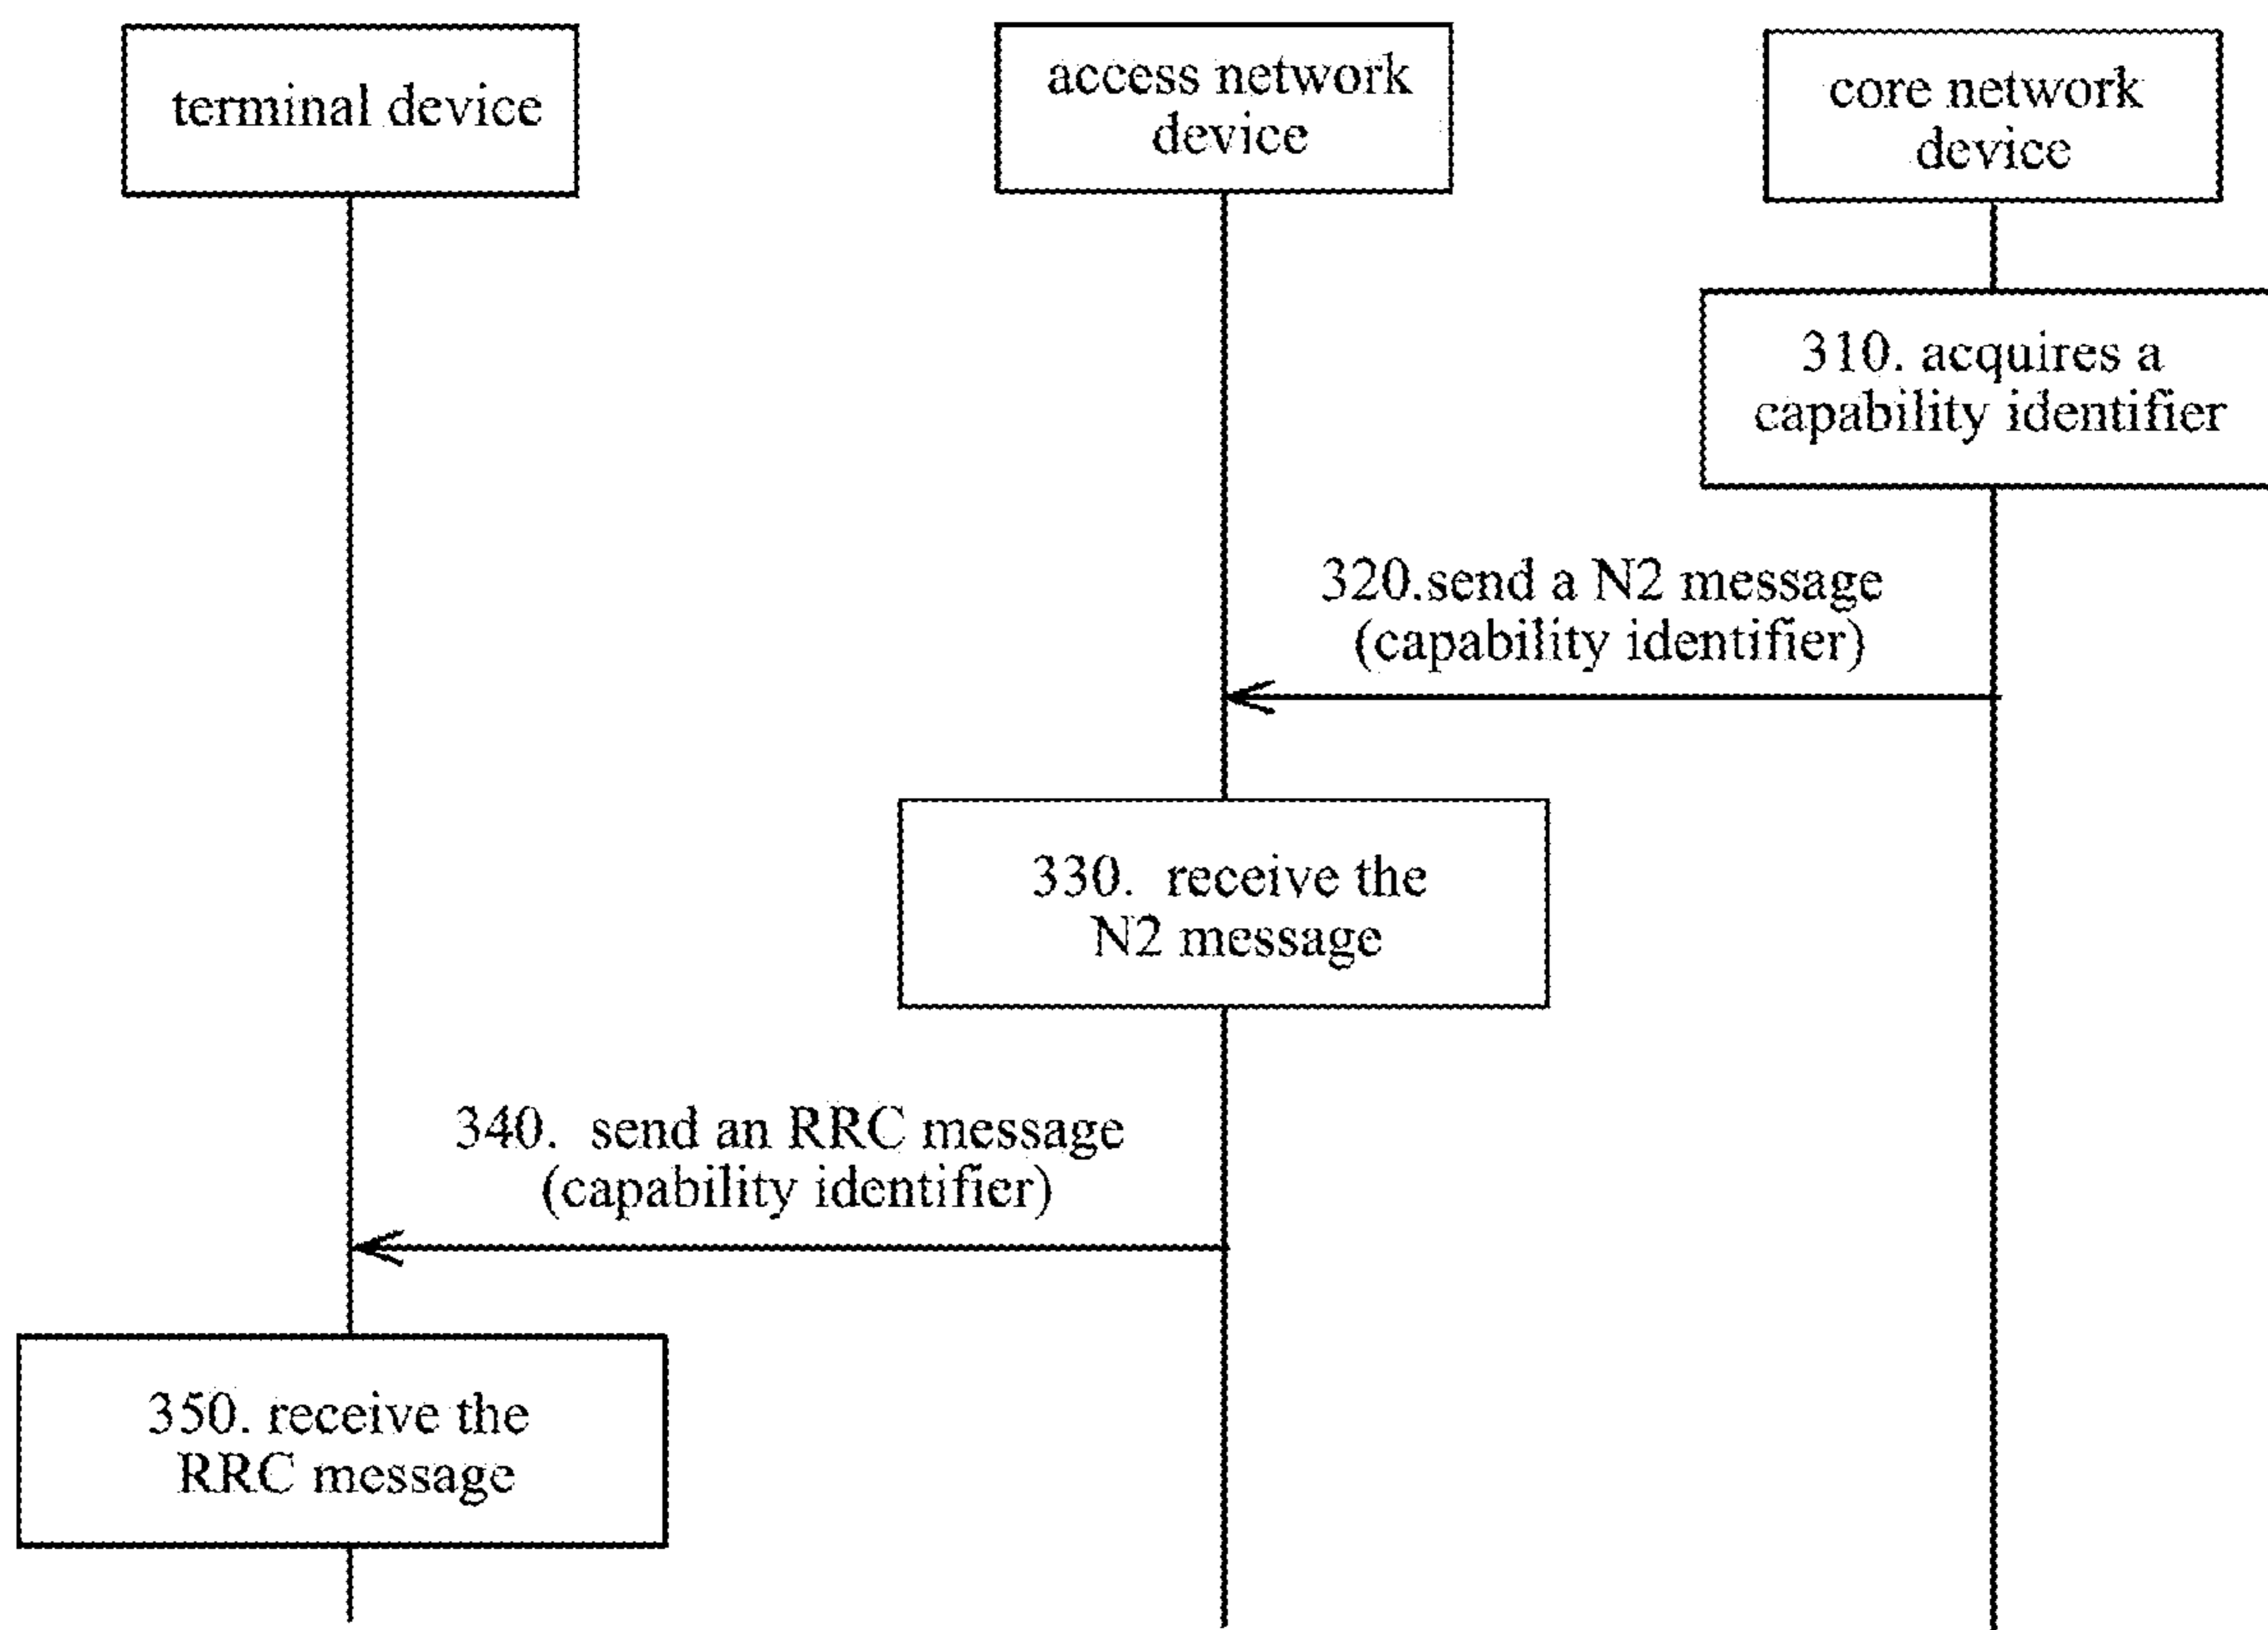 terminal device
access network
device
core network
device
310. acquires a
capability identifier
320.send a N2 message
(capability identifier)
330. receive the
N2 message
340. send an RRC message
(capability identifier)
350. receive the
RRC message